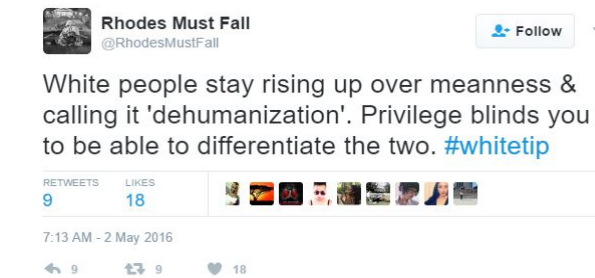 Rhodes Must Fall
@RhodesMustFall
Follow
White people stay rising up over meanness &
calling it 'dehumanization'. Privilege blinds you
to be able to differentiate the two. #whitetip
RETWEETS LIKES
9 18
7:13 AM - 2 May 2016
9 9 18